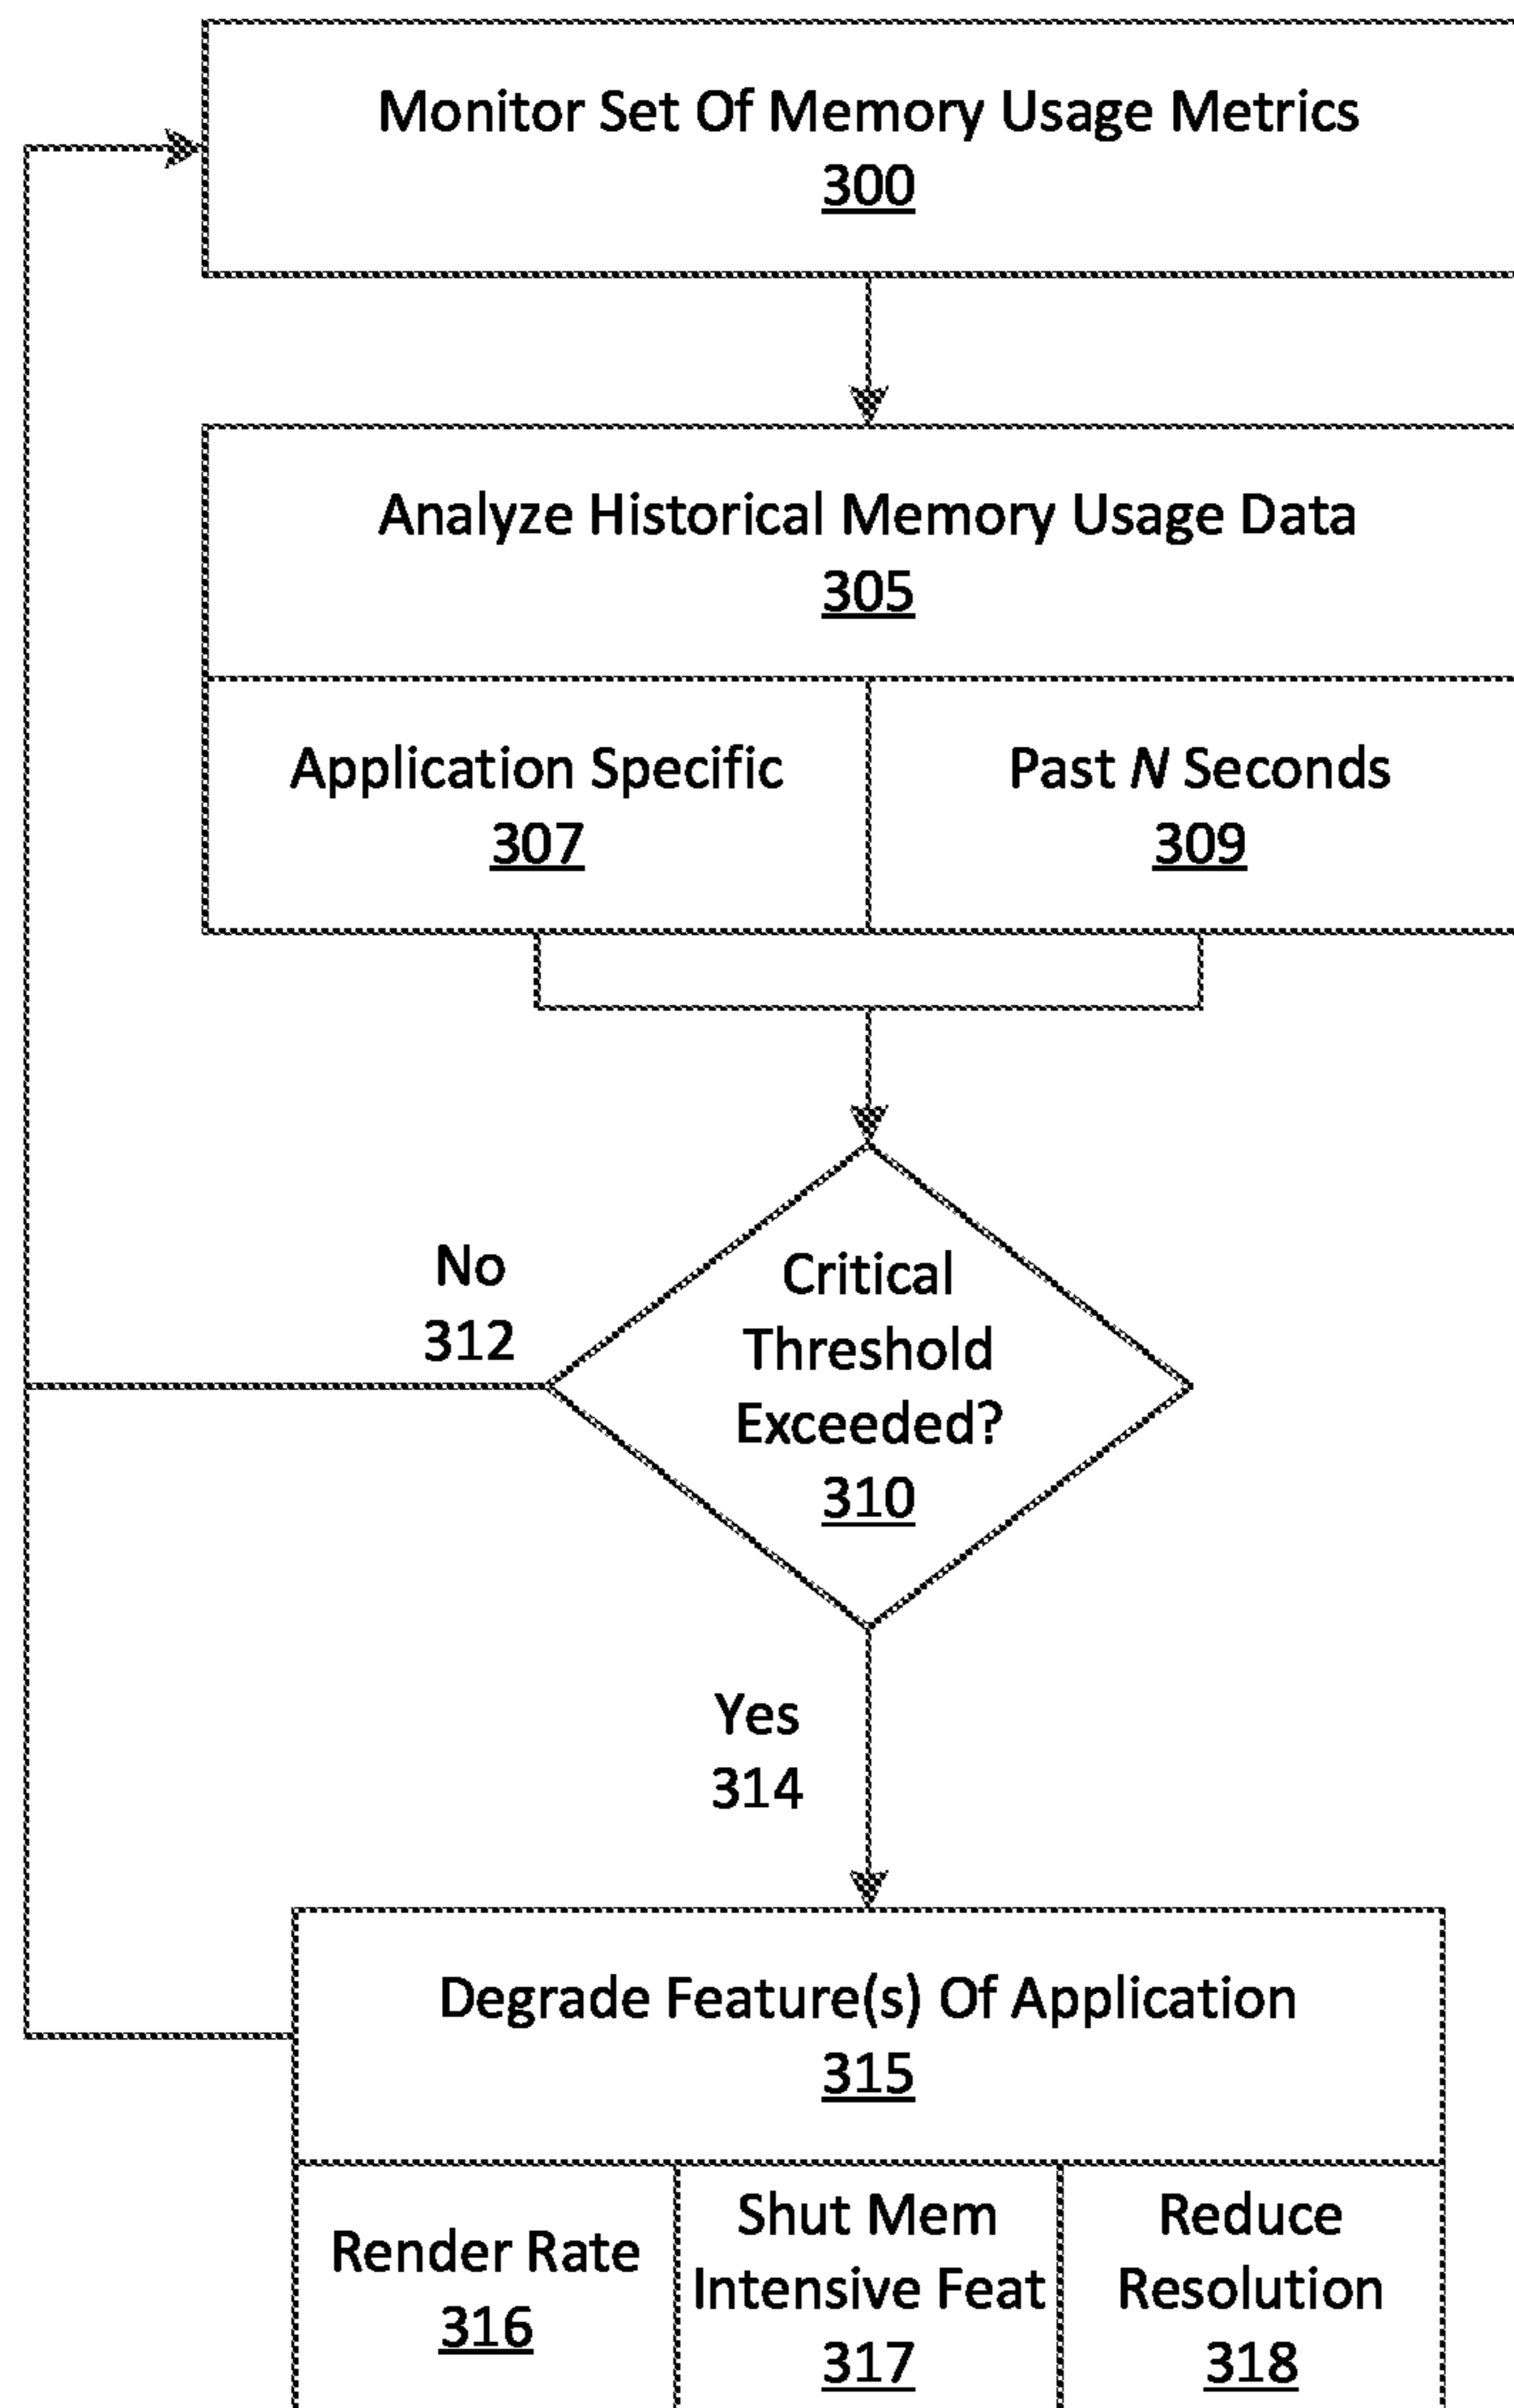 Monitor Set Of Memory Usage Metrics
300
Analyze Historical Memory Usage Data
305
Application Specific
307
Past N Seconds
309
Critical
Threshold
Exceeded?
310
No
312
Yes
314
Degrade Feature(s) Of Application
315
Render Rate
316
Shut Mem
Intensive Feat
317
Reduce
Resolution
318